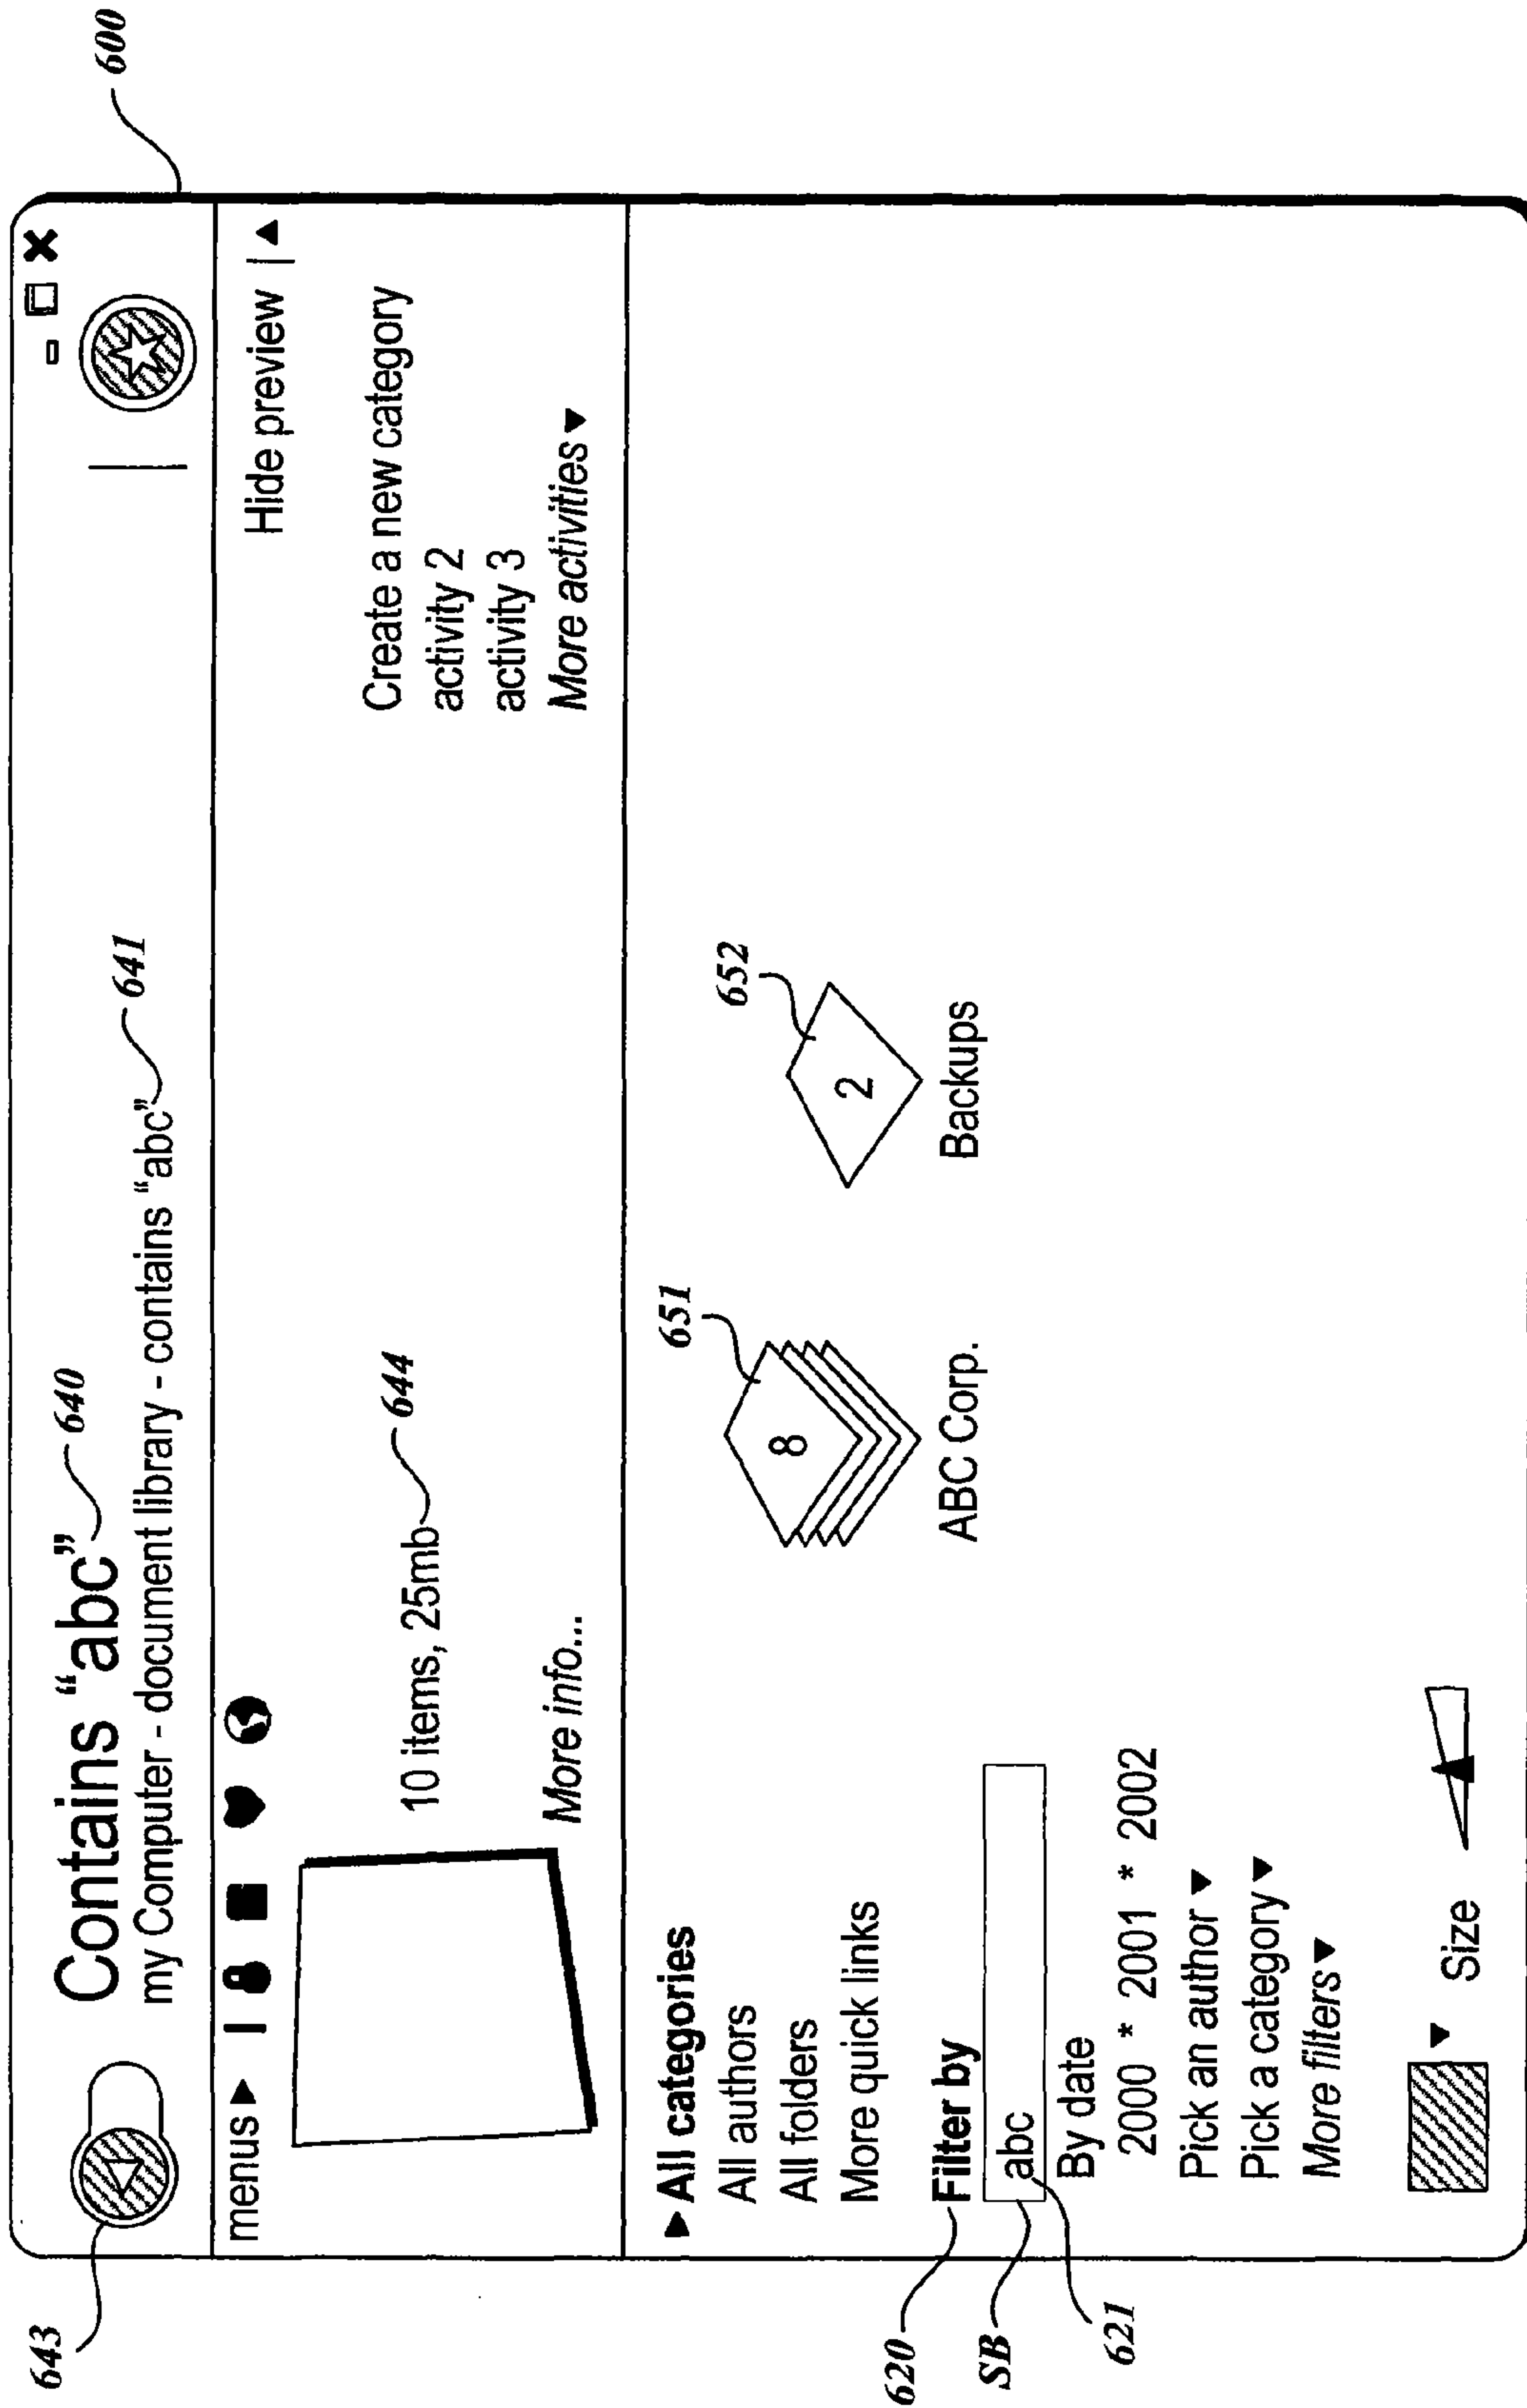 600
Contains “abc”
640
my Computer - document library - contains “abc”
641
643
menus
Hide preview
10 items, 25mb
644
Create a new category
activity 2
activity 3
More info...
More activities
All categories
All authors
All folders
More quick links
651
8
ABC Corp.
652
2
Backups
620
Filter by
SB
abc
621
By date
2000 * 2001 * 2002
Pick an author
Pick a category
More filters
Size